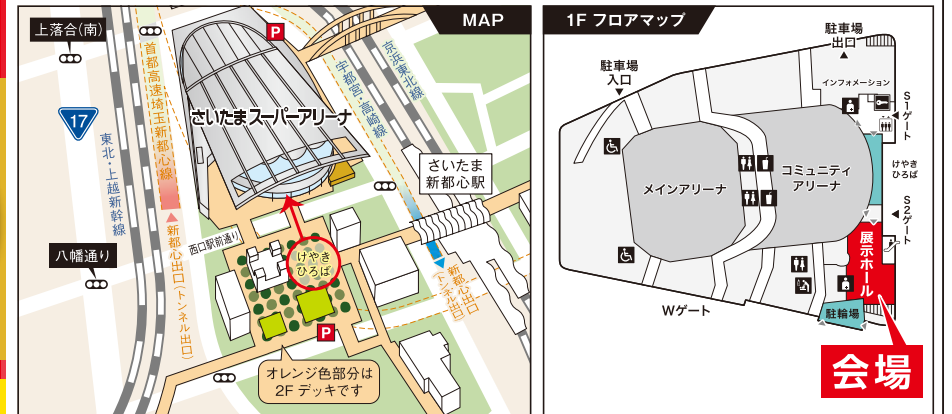 MAP
上落合(南)
P
首都高速埼玉新都心線
京浜東北線
宇都宮・高崎線
17
さいたまスーパーアリーナ
東北・上越新幹線
さいたま
新都心駅
西口駅前通り
八幡通り
けやき
ひろば
新都心出口(トンネル出口)
新都心出口
(トンネル出口)
P
オレンジ色部分は
2F デッキです
1F フロアマップ
駐車場
出口
駐車場
入口
インフォメーション
S1ゲート
けやき
ひろば
コミュニティ
アリーナ
メインアリーナ
S2ゲート
展示ホール
Wゲート
駐輪場
会場